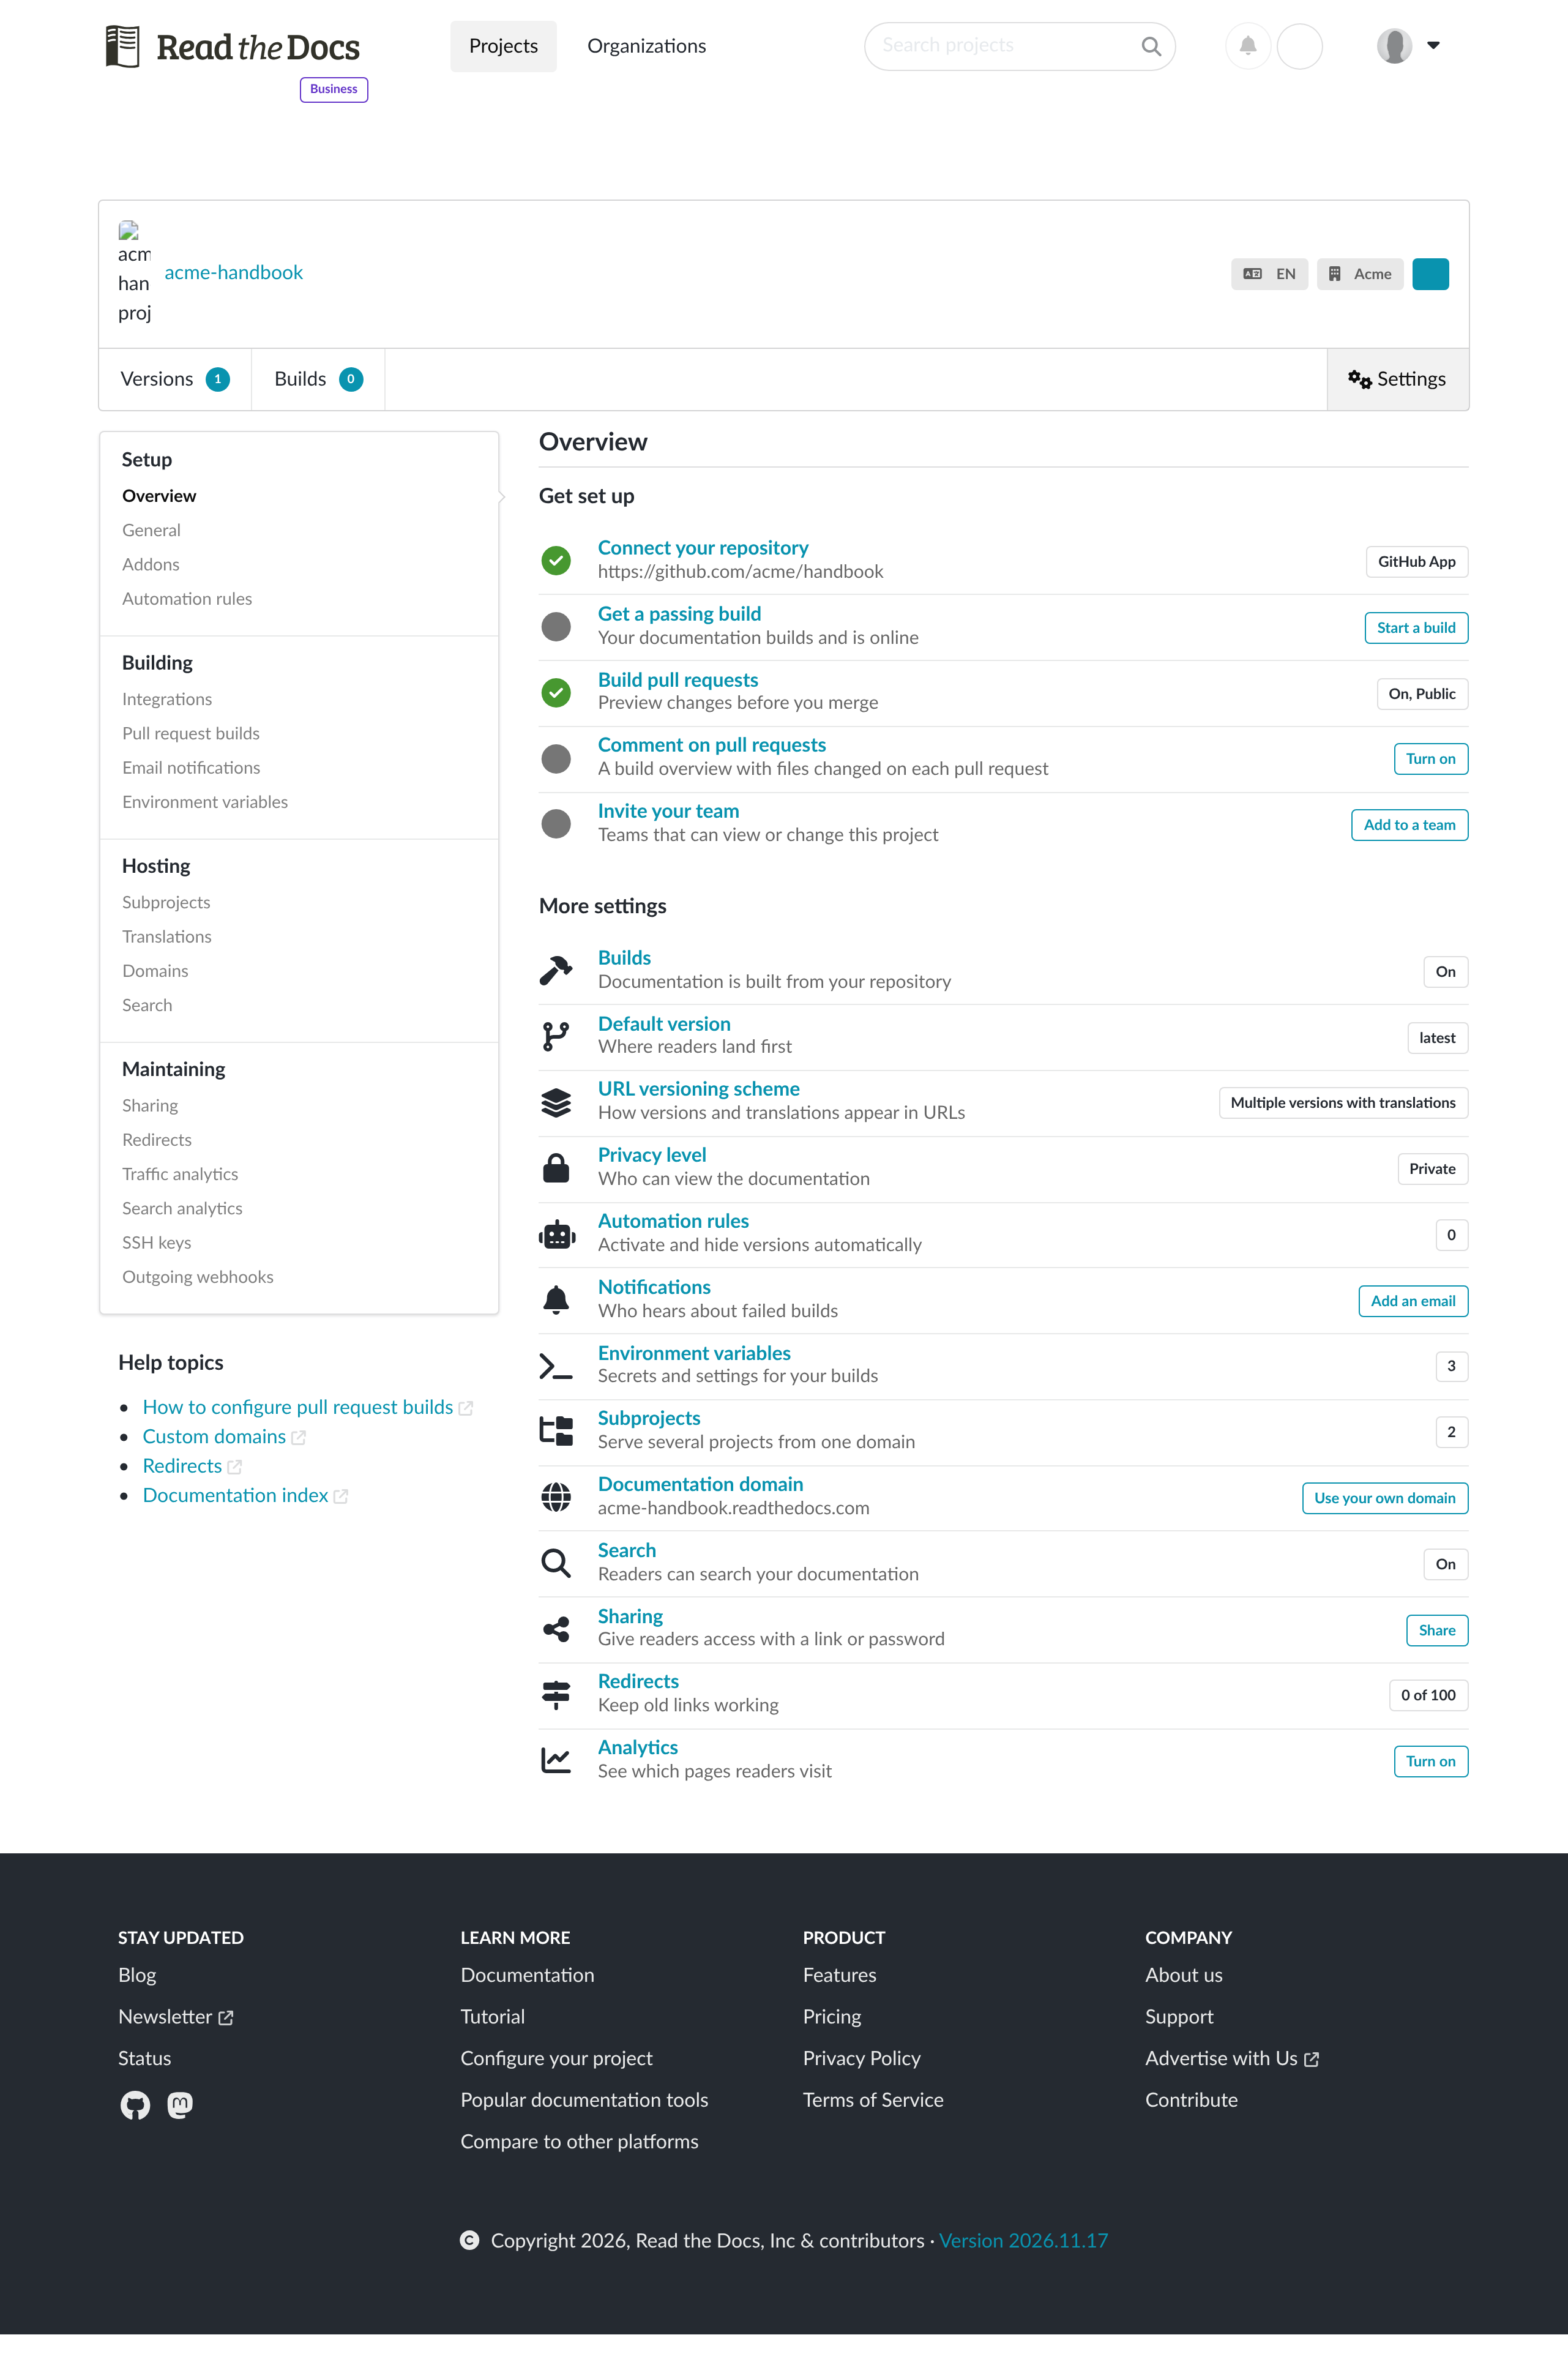 Read the Docs
Business
Projects
Organizations
Search projects
acm
han
proj
acme-handbook
EN
Acme
Versions 1
Builds 0
Settings
Setup
Overview
General
Addons
Automation rules
Building
Integrations
Pull request builds
Email notifications
Environment variables
Hosting
Subprojects
Translations
Domains
Search
Maintaining
Sharing
Redirects
Traffic analytics
Search analytics
SSH keys
Outgoing webhooks
Help topics
How to configure pull request builds
Custom domains
Redirects
Documentation index
Overview
Get set up
Connect your repository
https://github.com/acme/handbook
GitHub App
Get a passing build
Your documentation builds and is online
Start a build
Build pull requests
Preview changes before you merge
On, Public
Comment on pull requests
A build overview with files changed on each pull request
Turn on
Invite your team
Teams that can view or change this project
Add to a team
More settings
Builds
Documentation is built from your repository
On
Default version
Where readers land first
latest
URL versioning scheme
How versions and translations appear in URLs
Multiple versions with translations
Privacy level
Who can view the documentation
Private
Automation rules
Activate and hide versions automatically
0
Notifications
Who hears about failed builds
Add an email
Environment variables
Secrets and settings for your builds
3
Subprojects
Serve several projects from one domain
2
Documentation domain
acme-handbook.readthedocs.com
Use your own domain
Search
Readers can search your documentation
On
Sharing
Give readers access with a link or password
Share
Redirects
Keep old links working
0 of 100
Analytics
See which pages readers visit
Turn on
STAY UPDATED
Blog
Newsletter
Status
LEARN MORE
Documentation
Tutorial
Configure your project
Popular documentation tools
Compare to other platforms
PRODUCT
Features
Pricing
Privacy Policy
Terms of Service
COMPANY
About us
Support
Advertise with Us
Contribute
Copyright 2026, Read the Docs, Inc & contributors · Version 2026.11.17